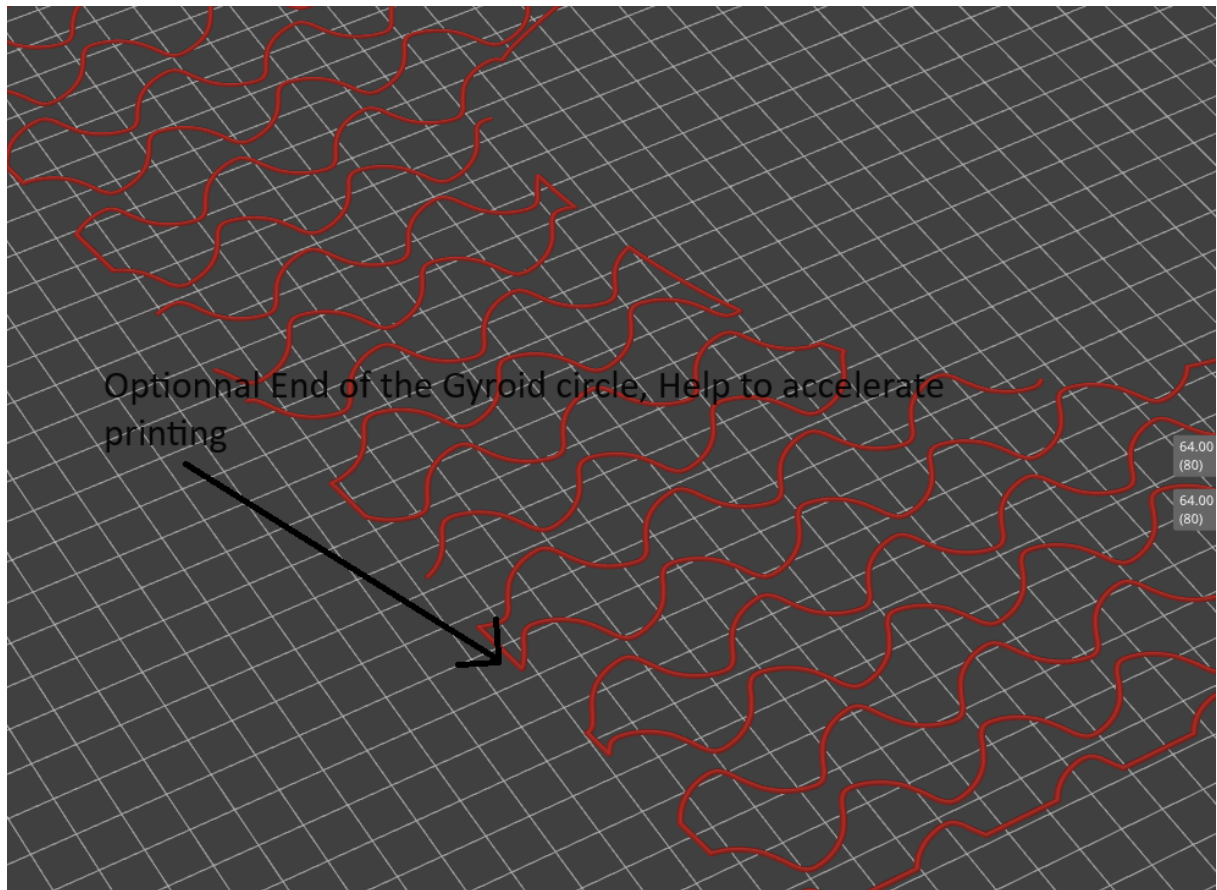 Optionnal End of the Gyroid circle, Help to accelerate
printing
64.00
(80)
64.00
(80)